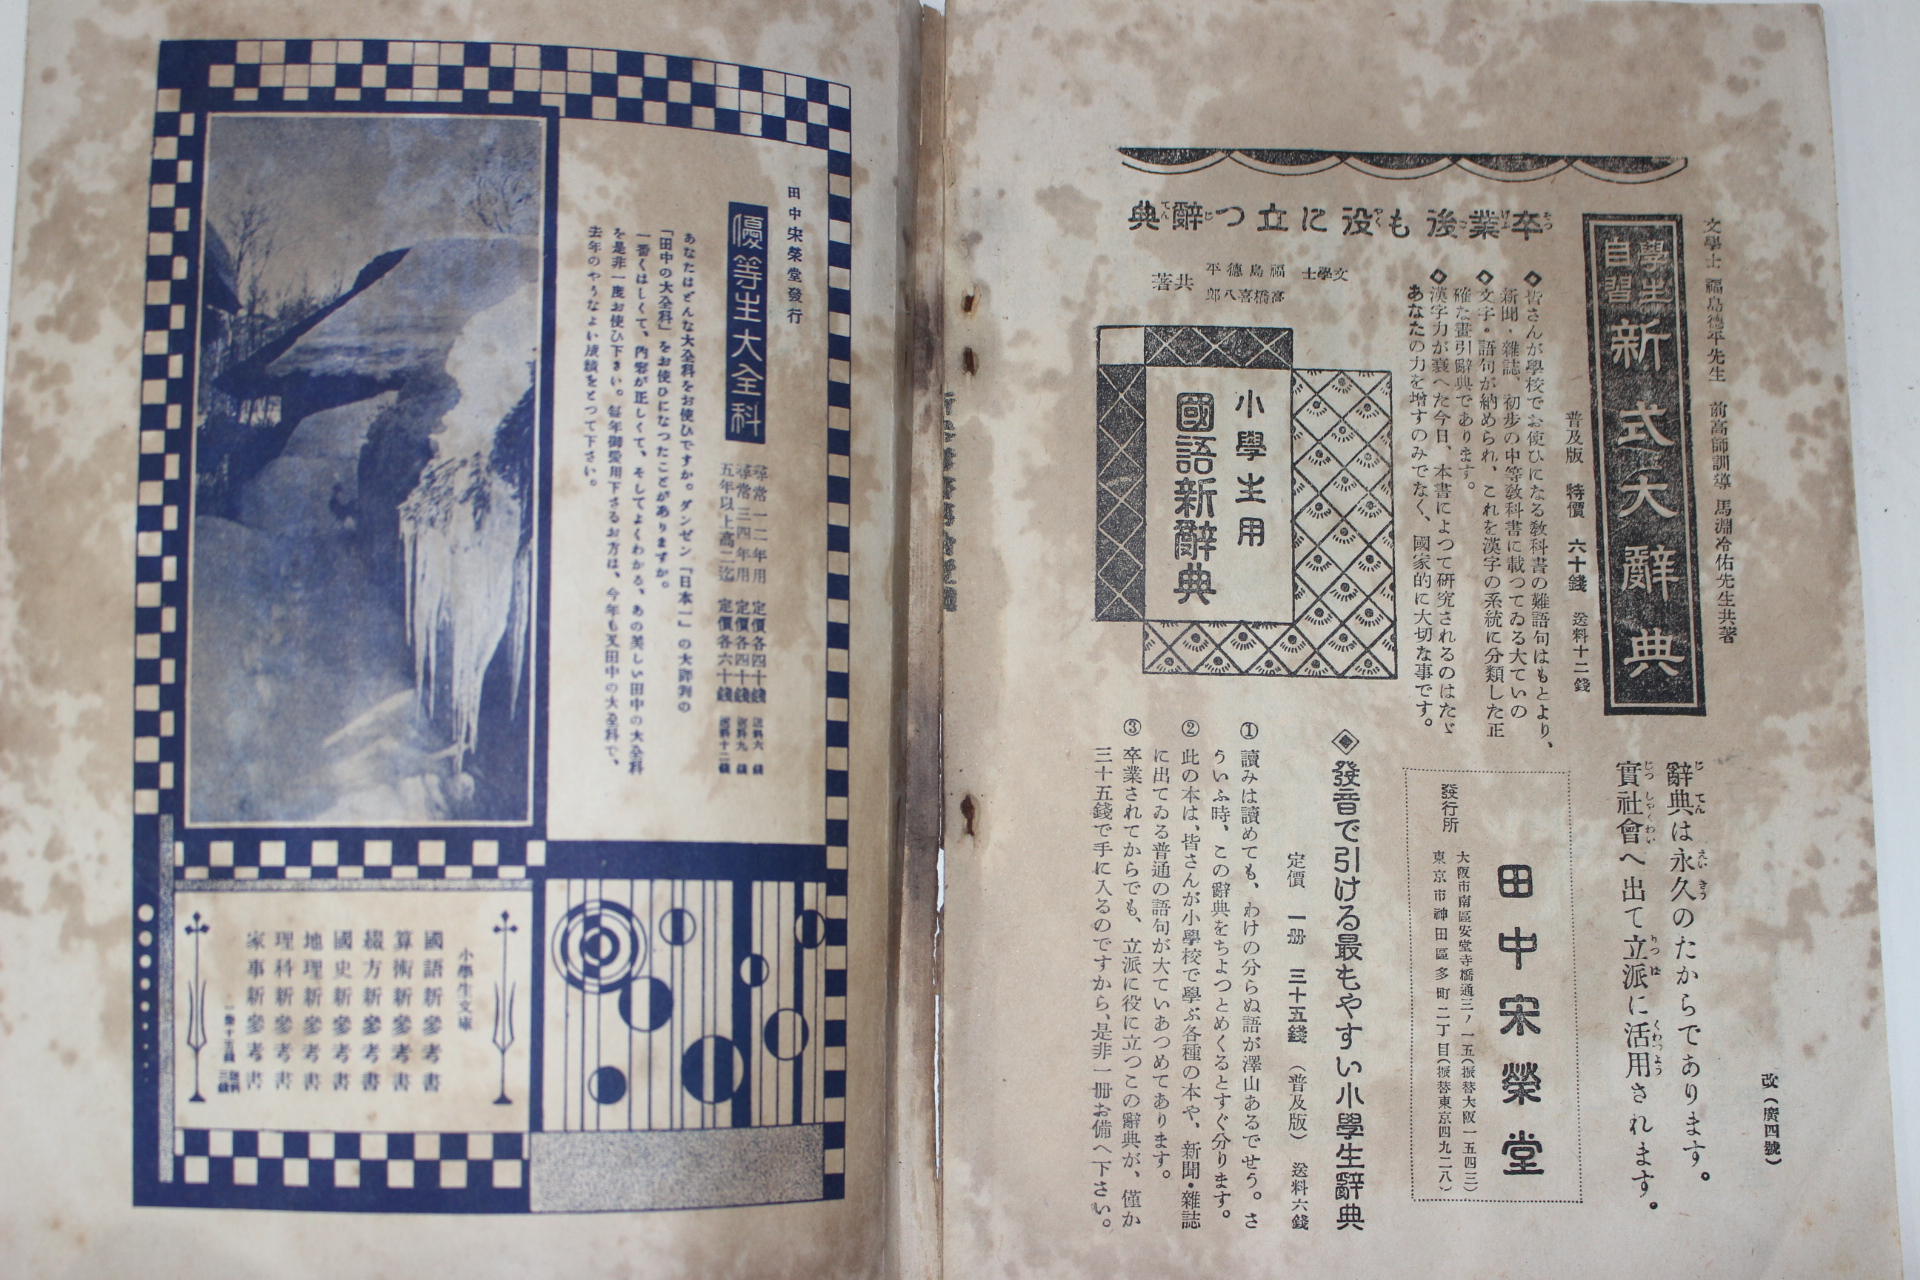 改(廣四號)
文學士 福島德平先生 前高師訓導 馬淵冷佑先生共著
學生
自習
新式大辭典
辭典は永久のたからであります。
實社會へ出て立派に活用されます。
普及版 特價 六十錢 送料十二錢
卒業後も役に立つ辭典
◆皆さんが學校でお使ひになる敎科書の難語句はもとより、
新聞・雜誌、初步の中等敎科書に載つてゐる大ていの
◆文字・語句が納められ、これを漢字の系統に分類した正
確な畫引辭典であります。
◆漢字力が衰へた今日、本書によつて研究されるのはたゞ
あなたの力を增すのみでなく、國家的に大切な事です。
發行所
田中宋榮堂
大阪市南區安堂寺橋通三ノ一五(振替大阪一五四三)
東京市神田區多町二丁目(振替東京四九二八)
文學士 福島德平
高橋喜八郎
共著
小學生用
國語新辭典
◈發音で引ける最もやすい小學生辭典
定價 一册 三十五錢 (普及版) 送料六錢
① 讀みは讀めても、わけの分らぬ語が澤山あるでせう。さ
ういふ時、この辭典をちよつとめくるとすぐ分ります。
② 此の本は、皆さんが小學校で學ぶ各種の本や、新聞・雜誌
に出てゐる普通の語句が大ていあつめてあります。
③ 卒業されてからでも、立派に役に立つこの辭典が、僅か
三十五錢で手に入るのですから、是非一册お備へ下さい。
田中宋榮堂發行
優等生大全科
尋常一二年用 定價各四十錢 送料六錢
尋常三四年用 定價各四十錢 送料九錢
五年以上高二迄 定價各六十錢 送料十二錢
あなたはどんな大全科をお使ひですか。ダンゼン『日本一』の大評判の
『田中の大全科』をお使ひになつたことがありますか。
一番くはしくて、內容が正しくて、そしてよくわかる、あの美しい田中の大全科
を是非一度お使ひ下さい。每年御愛用下さるお方は、今年も又田中の大全科で、
去年のやうなよい成績をとつて下さい。
小學生文庫
國語新參考書
算術新參考書
綴方新參考書
國史新參考書
地理新參考書
理科新參考書
家事新參考書